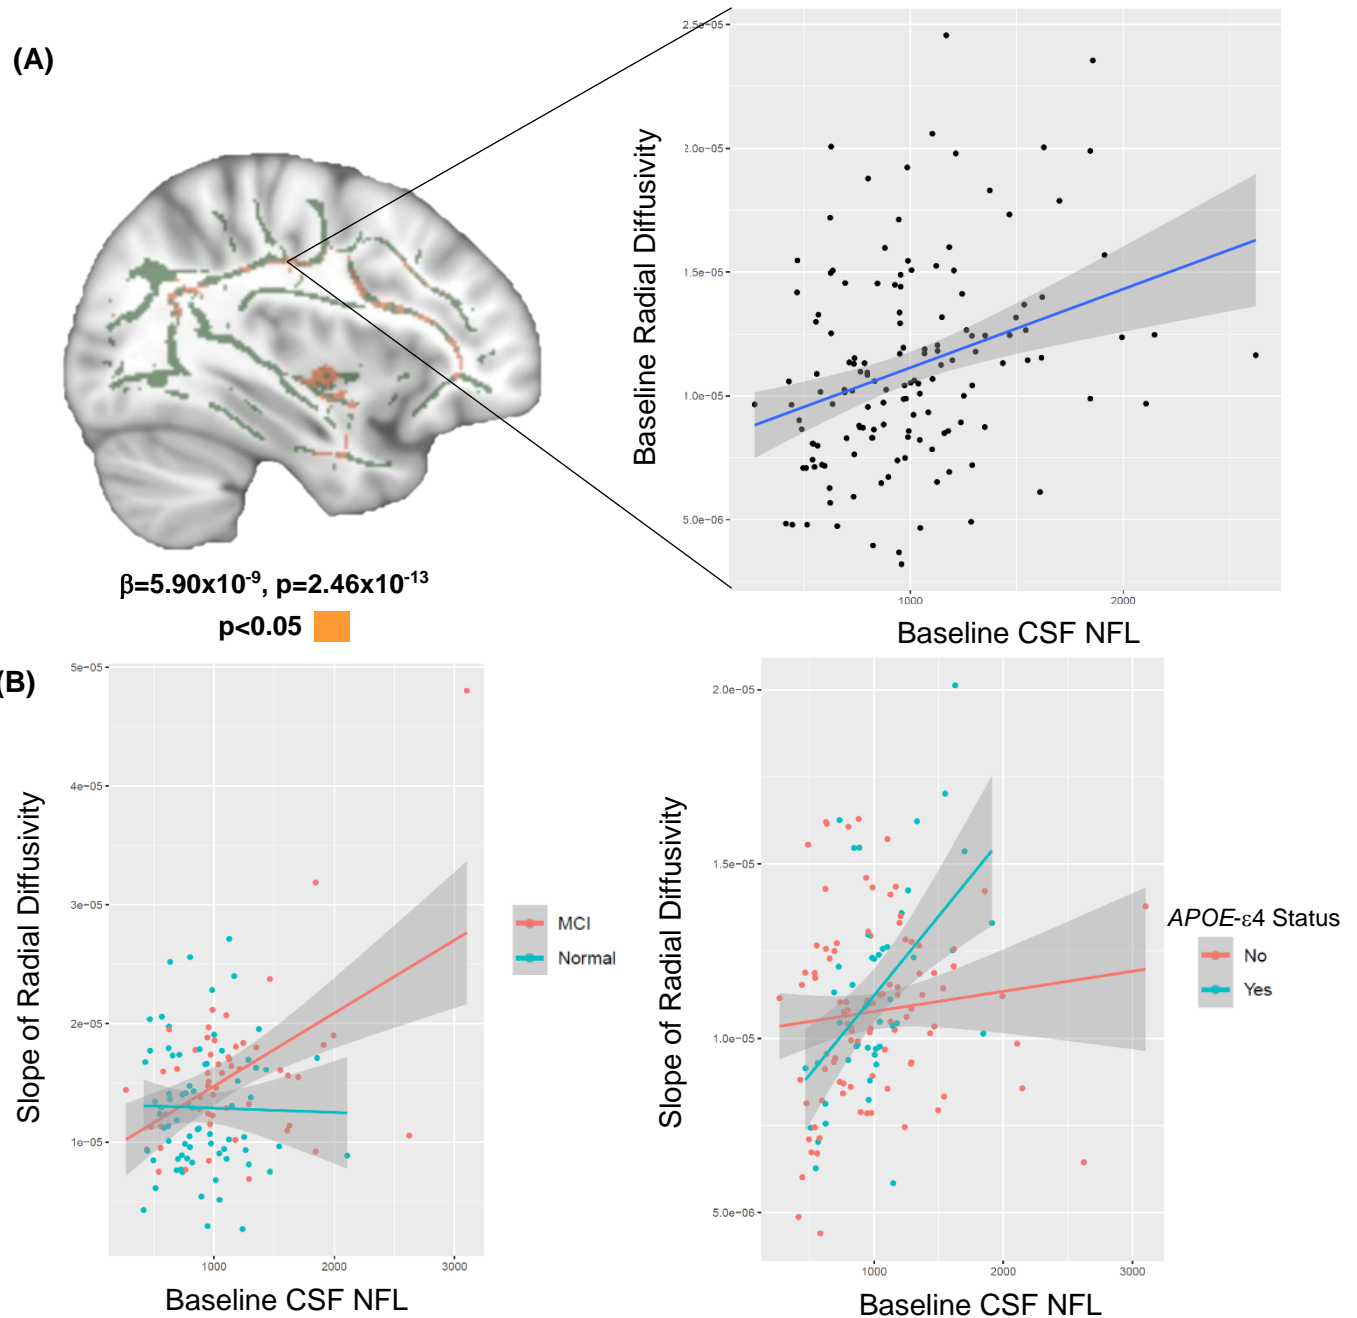 (A)
2.5e-05
2.0e-05
1.5e-05
1.0e-05
5.0e-06
Baseline Radial Diffusivity
1000 2000
Baseline CSF NFL
β=5.90x10⁻⁹, p=2.46x10⁻¹³
p<0.05
(B)
5e-05
4e-05
3e-05
2e-05
1e-05
Slope of Radial Diffusivity
1000 2000 3000
Baseline CSF NFL
MCI
Normal
2.0e-05
1.5e-05
1.0e-05
5.0e-06
Slope of Radial Diffusivity
1000 2000 3000
Baseline CSF NFL
APOE-ε4 Status
No
Yes